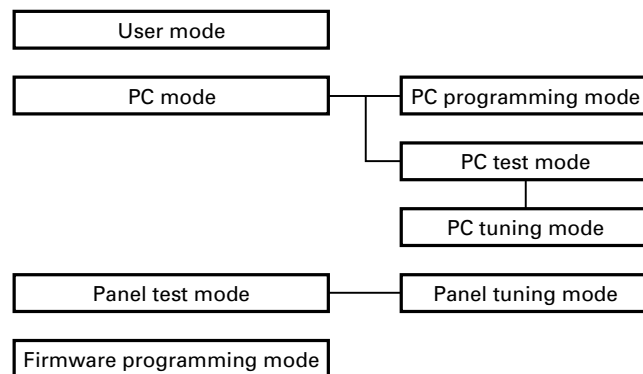 User mode
PC mode
PC programming mode
PC test mode
PC tuning mode
Panel test mode
Panel tuning mode
Firmware programming mode